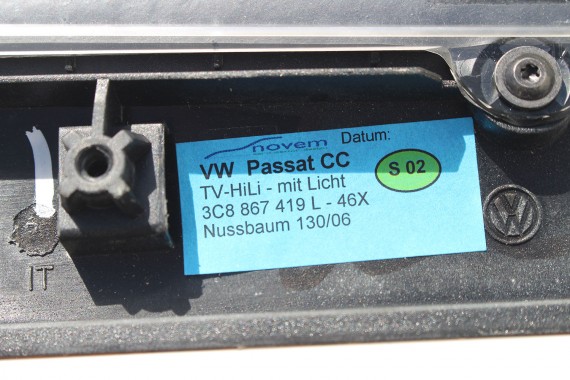 novem Datum:
VW Passat CC
TV-HiLi - mit Licht
S 02
3C8 867 419 L - 46X
Nussbaum 130/06
IT